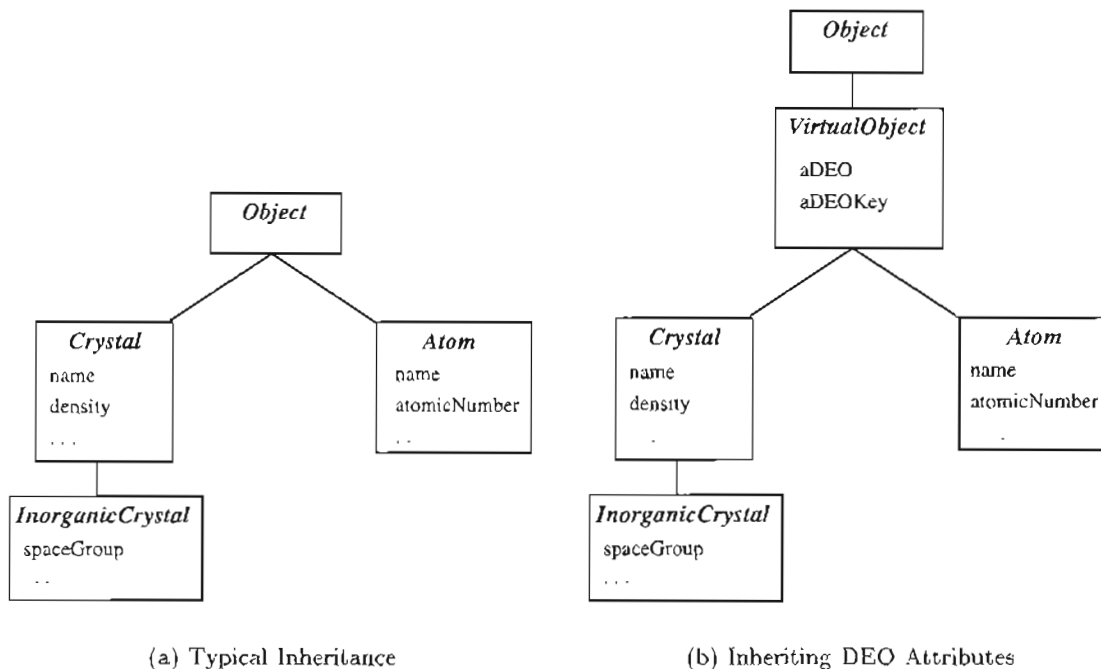 Object
Crystal
name
density
. . .
Atom
name
atomicNumber
. .
InorganicCrystal
spaceGroup
. .
(a) Typical Inheritance
Object
VirtualObject
aDEO
aDEOKey
Crystal
name
density
.
Atom
name
atomicNumber
.
InorganicCrystal
spaceGroup
. . .
(b) Inheriting DEO Attributes